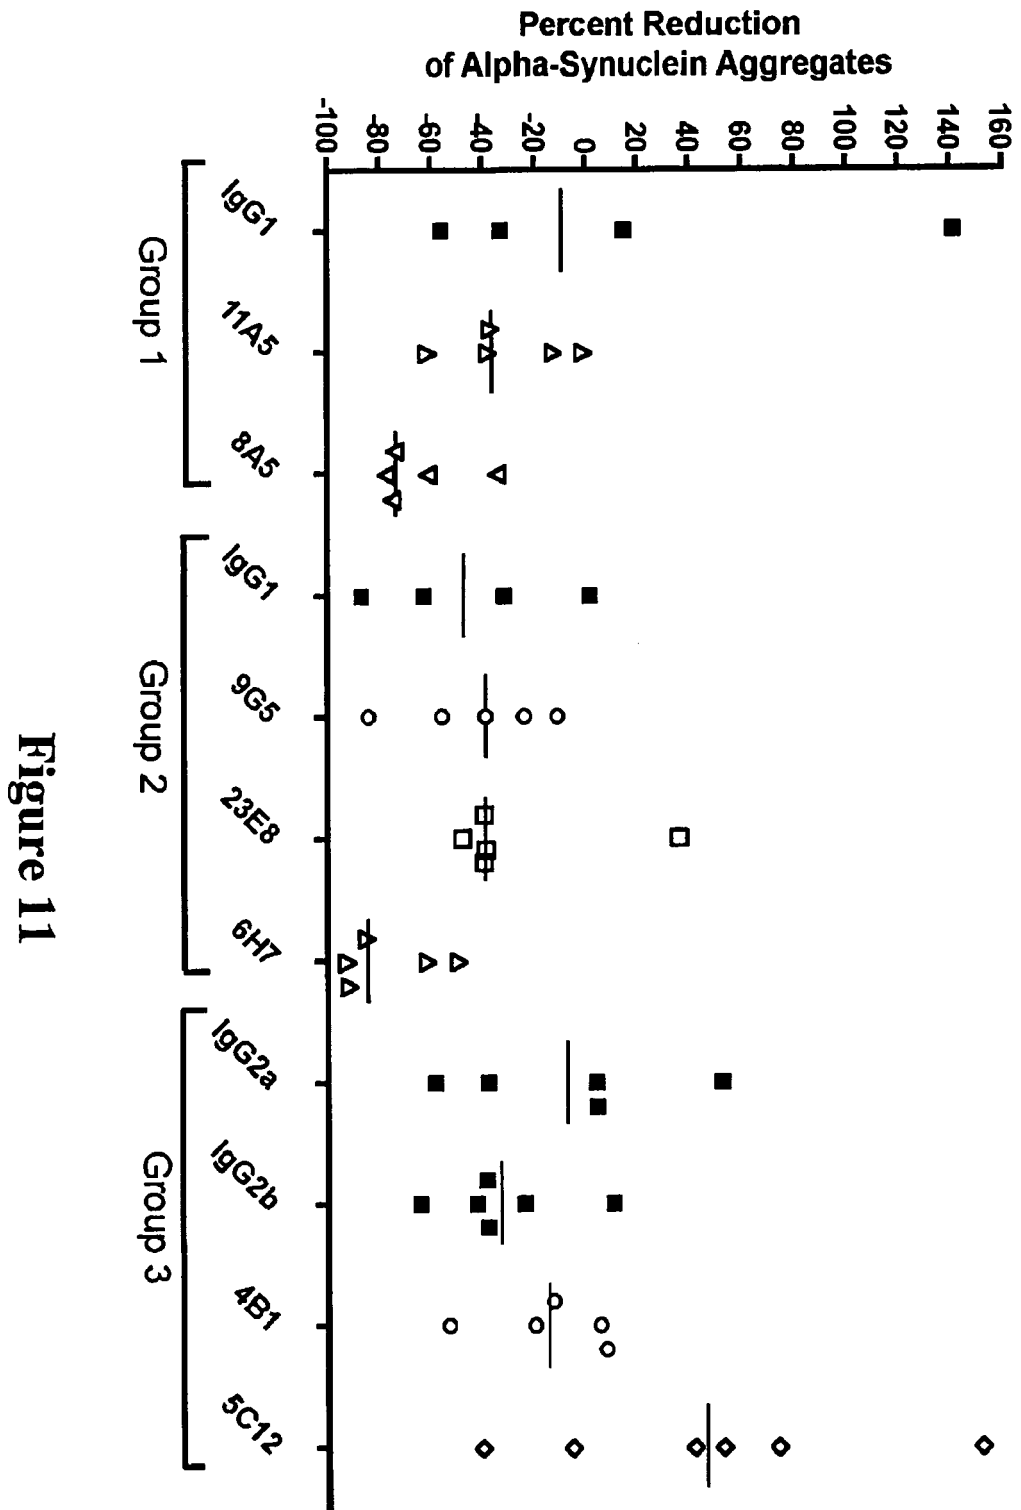 Percent Reduction
of Alpha-Synuclein Aggregates
160
140
120
100
80
60
40
20
0
-20
-40
-60
-80
-100
IgG1
11A5
8A5
IgG1
9G5
23E8
6H7
IgG2a
IgG2b
4B1
5C12
Group 1
Group 2
Group 3
Figure 11